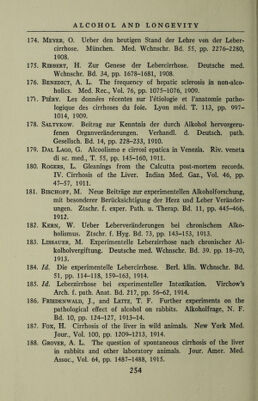 ALCOHOL AND LONGEVITY
174. MEYER, O. Ueber den heutigen Stand der Lehre von der Leber-
cirrhose. München. Med. Wchnschr. Bd. 55, pp. 2276-2280,
1908.
175. RIBBERT, H. Zur Genese der Lebercirrhose. Deutsche med.
Wchnschr. Bd. 34, pp. 1678-1681, 1908.
176. BENEDICT, A. L. The frequency of hepatic sclerosis in non-alco-
holics. Med. Rec., Vol. 76, pp. 1075-1076, 1909.
177. PIÉRY. Les données récentes sur l'étiologie et l'anatomie patho-
logique des cirrhoses du foie. Lyon méd. T. 113, pp. 997-
1014, 1909.
178. SALTYKOW. Beitrag zur Kenntnis der durch Alkohol hervorgeru-
fenen Organveränderungen. Verhandl. d. Deutsch. path.
Gesellsch. Bd. 14, pp. 228-233, 1910.
179. DAL LAGO, G. Alcoolismo e cirrosi epatica in Venezia. Riv. veneta
di sc. med., T. 55, pp. 145-160, 1911.
180. ROGERS, L. Gleanings from the Calcutta post-mortem records.
IV. Cirrhosis of the Liver. Indian Med. Gaz., Vol. 46, pp.
47-57, 1911.
181. BISCHOFF, M. Neue Beiträge zur experimentellen Alkoholforschung,
mit besonderer Berücksichtigung der Herz und Leber Veränder-
ungen. Ztschr. f. exper. Path. u. Therap. Bd. 11, pp. 445-466,
1912.
182. KERN, W. Ueber Leberveränderungen bei chronischem Alko-
holismus. Ztschr. f. Hyg. Bd. 73, pp. 143-153, 1913.
183. LISSAUER, M. Experimentelle Leberzirrhose nach chronischer Al-
koholvergiftung. Deutsche med. Wchnschr. Bd. 39. pp. 18-20,
1913.
184. Id. Die experimentelle Lebercirrhose. Berl. klin. Wchnschr. Bd.
51, pp. 114-118, 159-163, 1914.
185. Id. Leberzirrhose bei experimenteller Intoxikation. Virchow's
Arch. f. path. Anat. Bd. 217, pp. 56-62, 1914.
186. FRIEDENWALD, J., and LEITZ, T. F. Further experiments on the
pathological effect of alcohol on rabbits. Alkoholfrage, N. F.
Bd. 10, pp. 124-127, 1913-14.
187. FOX, H. Cirrhosis of the liver in wild animals. New York Med.
Jour., Vol. 100, pp. 1209-1213, 1914.
188. GROVER, A. L. The question of spontaneous cirrhosis of the liver
in rabbits and other laboratory animals. Jour. Amer. Med.
Assoc., Vol. 64, pp. 1487-1488, 1915.
254